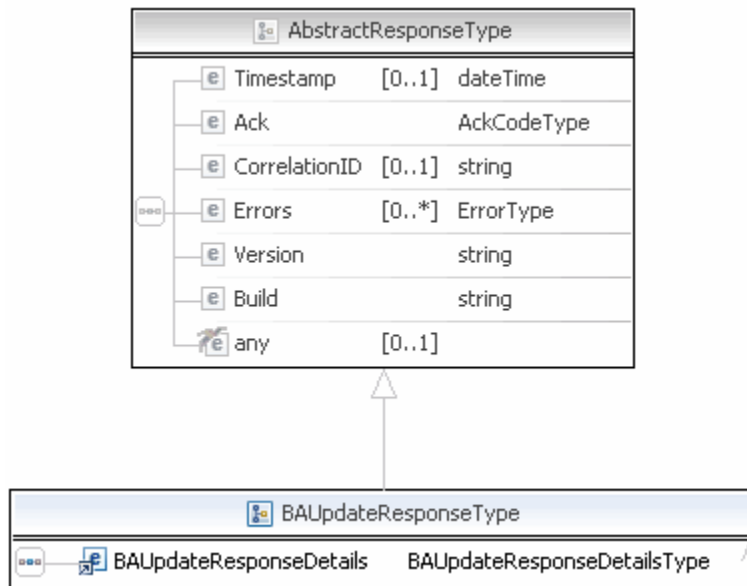 AbstractResponseType
e Timestamp [0..1] dateTime
e Ack AckCodeType
e CorrelationID [0..1] string
e Errors [0..*] ErrorType
e Version string
e Build string
e any [0..1]
BAUpdateResponseType
e BAUpdateResponseDetails BAUpdateResponseDetailsType